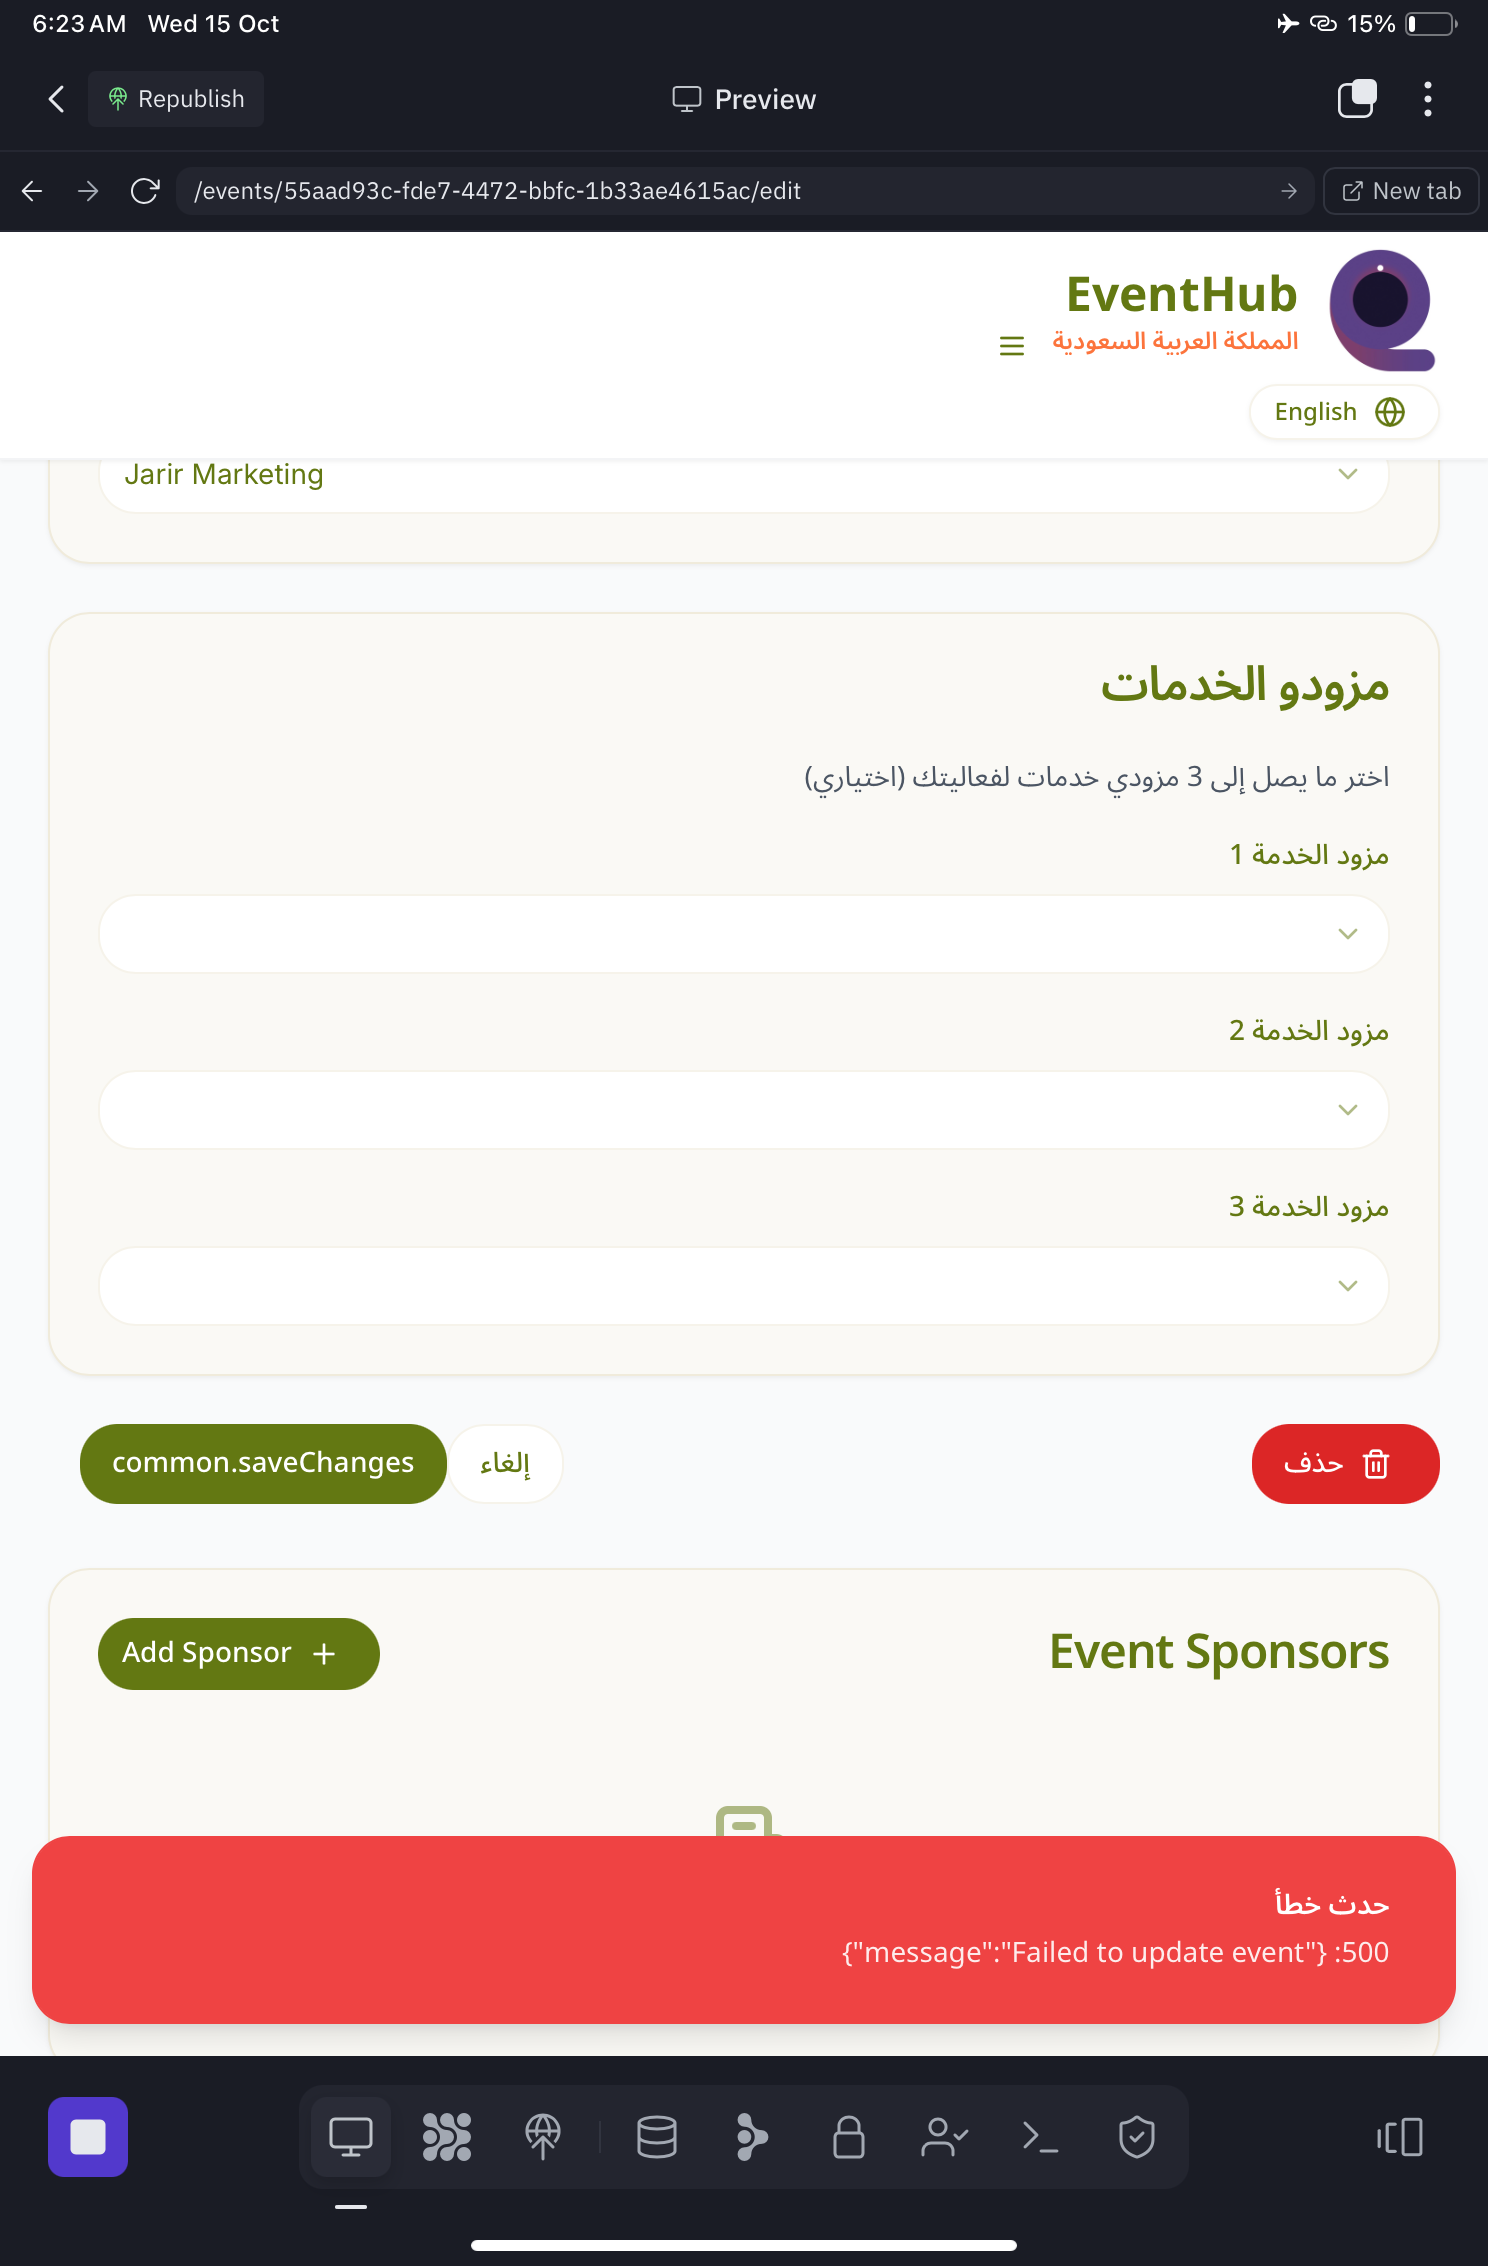 6:23 AM Wed 15 Oct
15%
Republish
Preview
/events/55aad93c-fde7-4472-bbfc-1b33ae4615ac/edit
New tab
EventHub
المملكة العربية السعودية
English
Jarir Marketing
مزودو الخدمات
اختر ما يصل إلى 3 مزودي خدمات لفعاليتك (اختياري)
مزود الخدمة 1
مزود الخدمة 2
مزود الخدمة 3
حذف
إلغاء
common.saveChanges
Event Sponsors
Add Sponsor
حدث خطأ
500: {"message":"Failed to update event"}